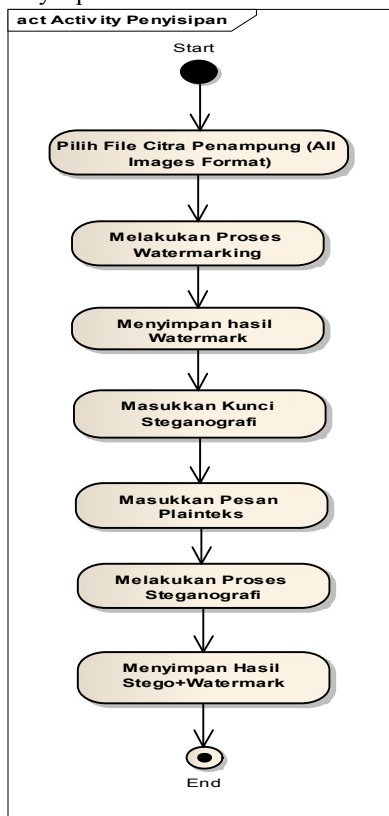 act Activity Penyisipan
Start
Pilih File Citra Penampung (All
Images Format)
Melakukan Proses
Watermarking
Menyimpan hasil
Watermark
Masukkan Kunci
Steganografi
Masukkan Pesan
Plainteks
Melakukan Proses
Steganografi
Menyimpan Hasil
Stego+Watermark
End